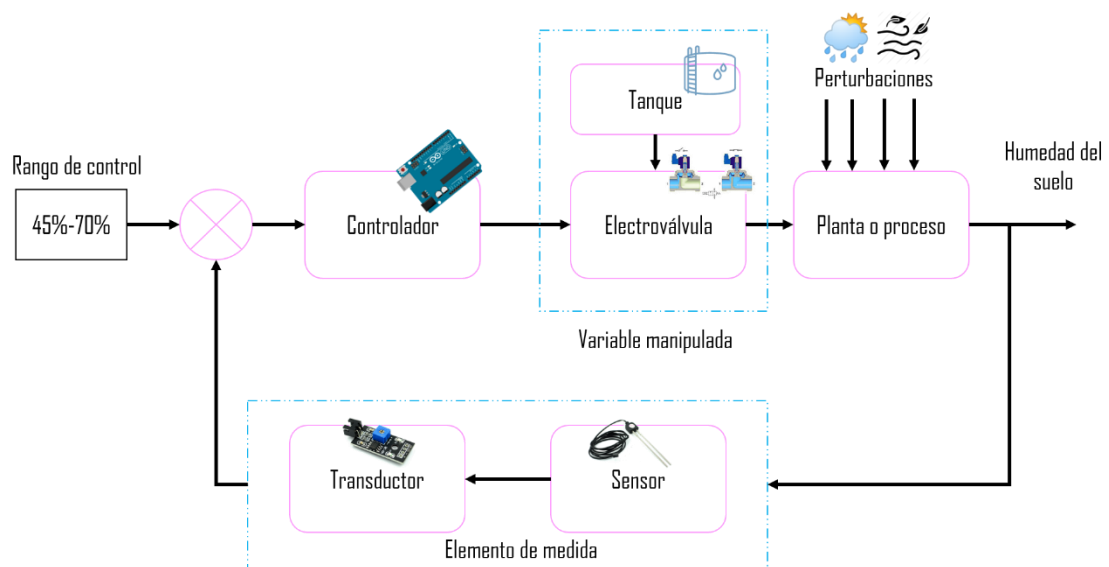 Perturbaciones
Tanque
Humedad del
suelo
Rango de control
45%-70%
Controlador
Electroválvula
Planta o proceso
Variable manipulada
Transductor
Sensor
Elemento de medida